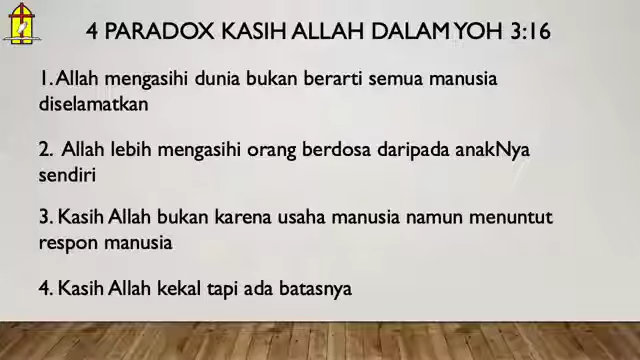 4 PARADOX KASIH ALLAH DALAM YOH 3:16
1. Allah mengasihi dunia bukan berarti semua manusia
diselamatkan
2. Allah lebih mengasihi orang berdosa daripada anakNya
sendiri
3. Kasih Allah bukan karena usaha manusia namun menuntut
respon manusia
4. Kasih Allah kekal tapi ada batasnya